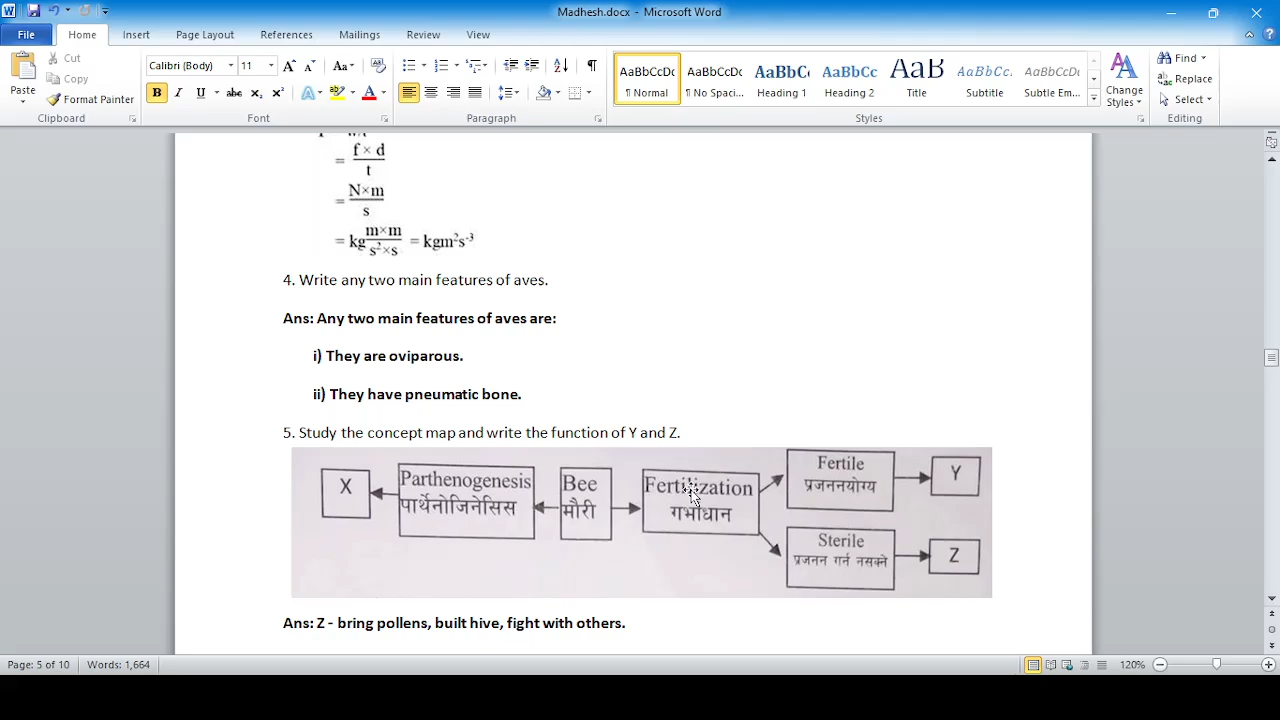 Madhesh.docx - Microsoft Word
File Home Insert Page Layout References Mailings Review View
Paste Cut Copy Format Painter Clipboard
Calibri (Body) 11 Font
Paragraph
AaBbCcDc AaBbCcDc AaBbC AaBbCc AaB AaBbCc. AaBbCcDc
¶ Normal ¶ No Spaci... Heading 1 Heading 2 Title Subtitle Subtle Em...
Change Styles
Styles
Find Replace Select Editing
= f × d / t
= N×m / s
= kg m×m / s²×s = kgm²s⁻³
4. Write any two main features of aves.
Ans: Any two main features of aves are:
i) They are oviparous.
ii) They have pneumatic bone.
5. Study the concept map and write the function of Y and Z.
X
Parthenogenesis
पार्थेनोजिनेसिस
Bee
मौरी
Fertilization
गर्भाधान
Fertile
प्रजननयोग्य
Y
Sterile
प्रजनन गर्न नसक्ने
Z
Ans: Z - bring pollens, built hive, fight with others.
Page: 5 of 10 Words: 1,664 120%